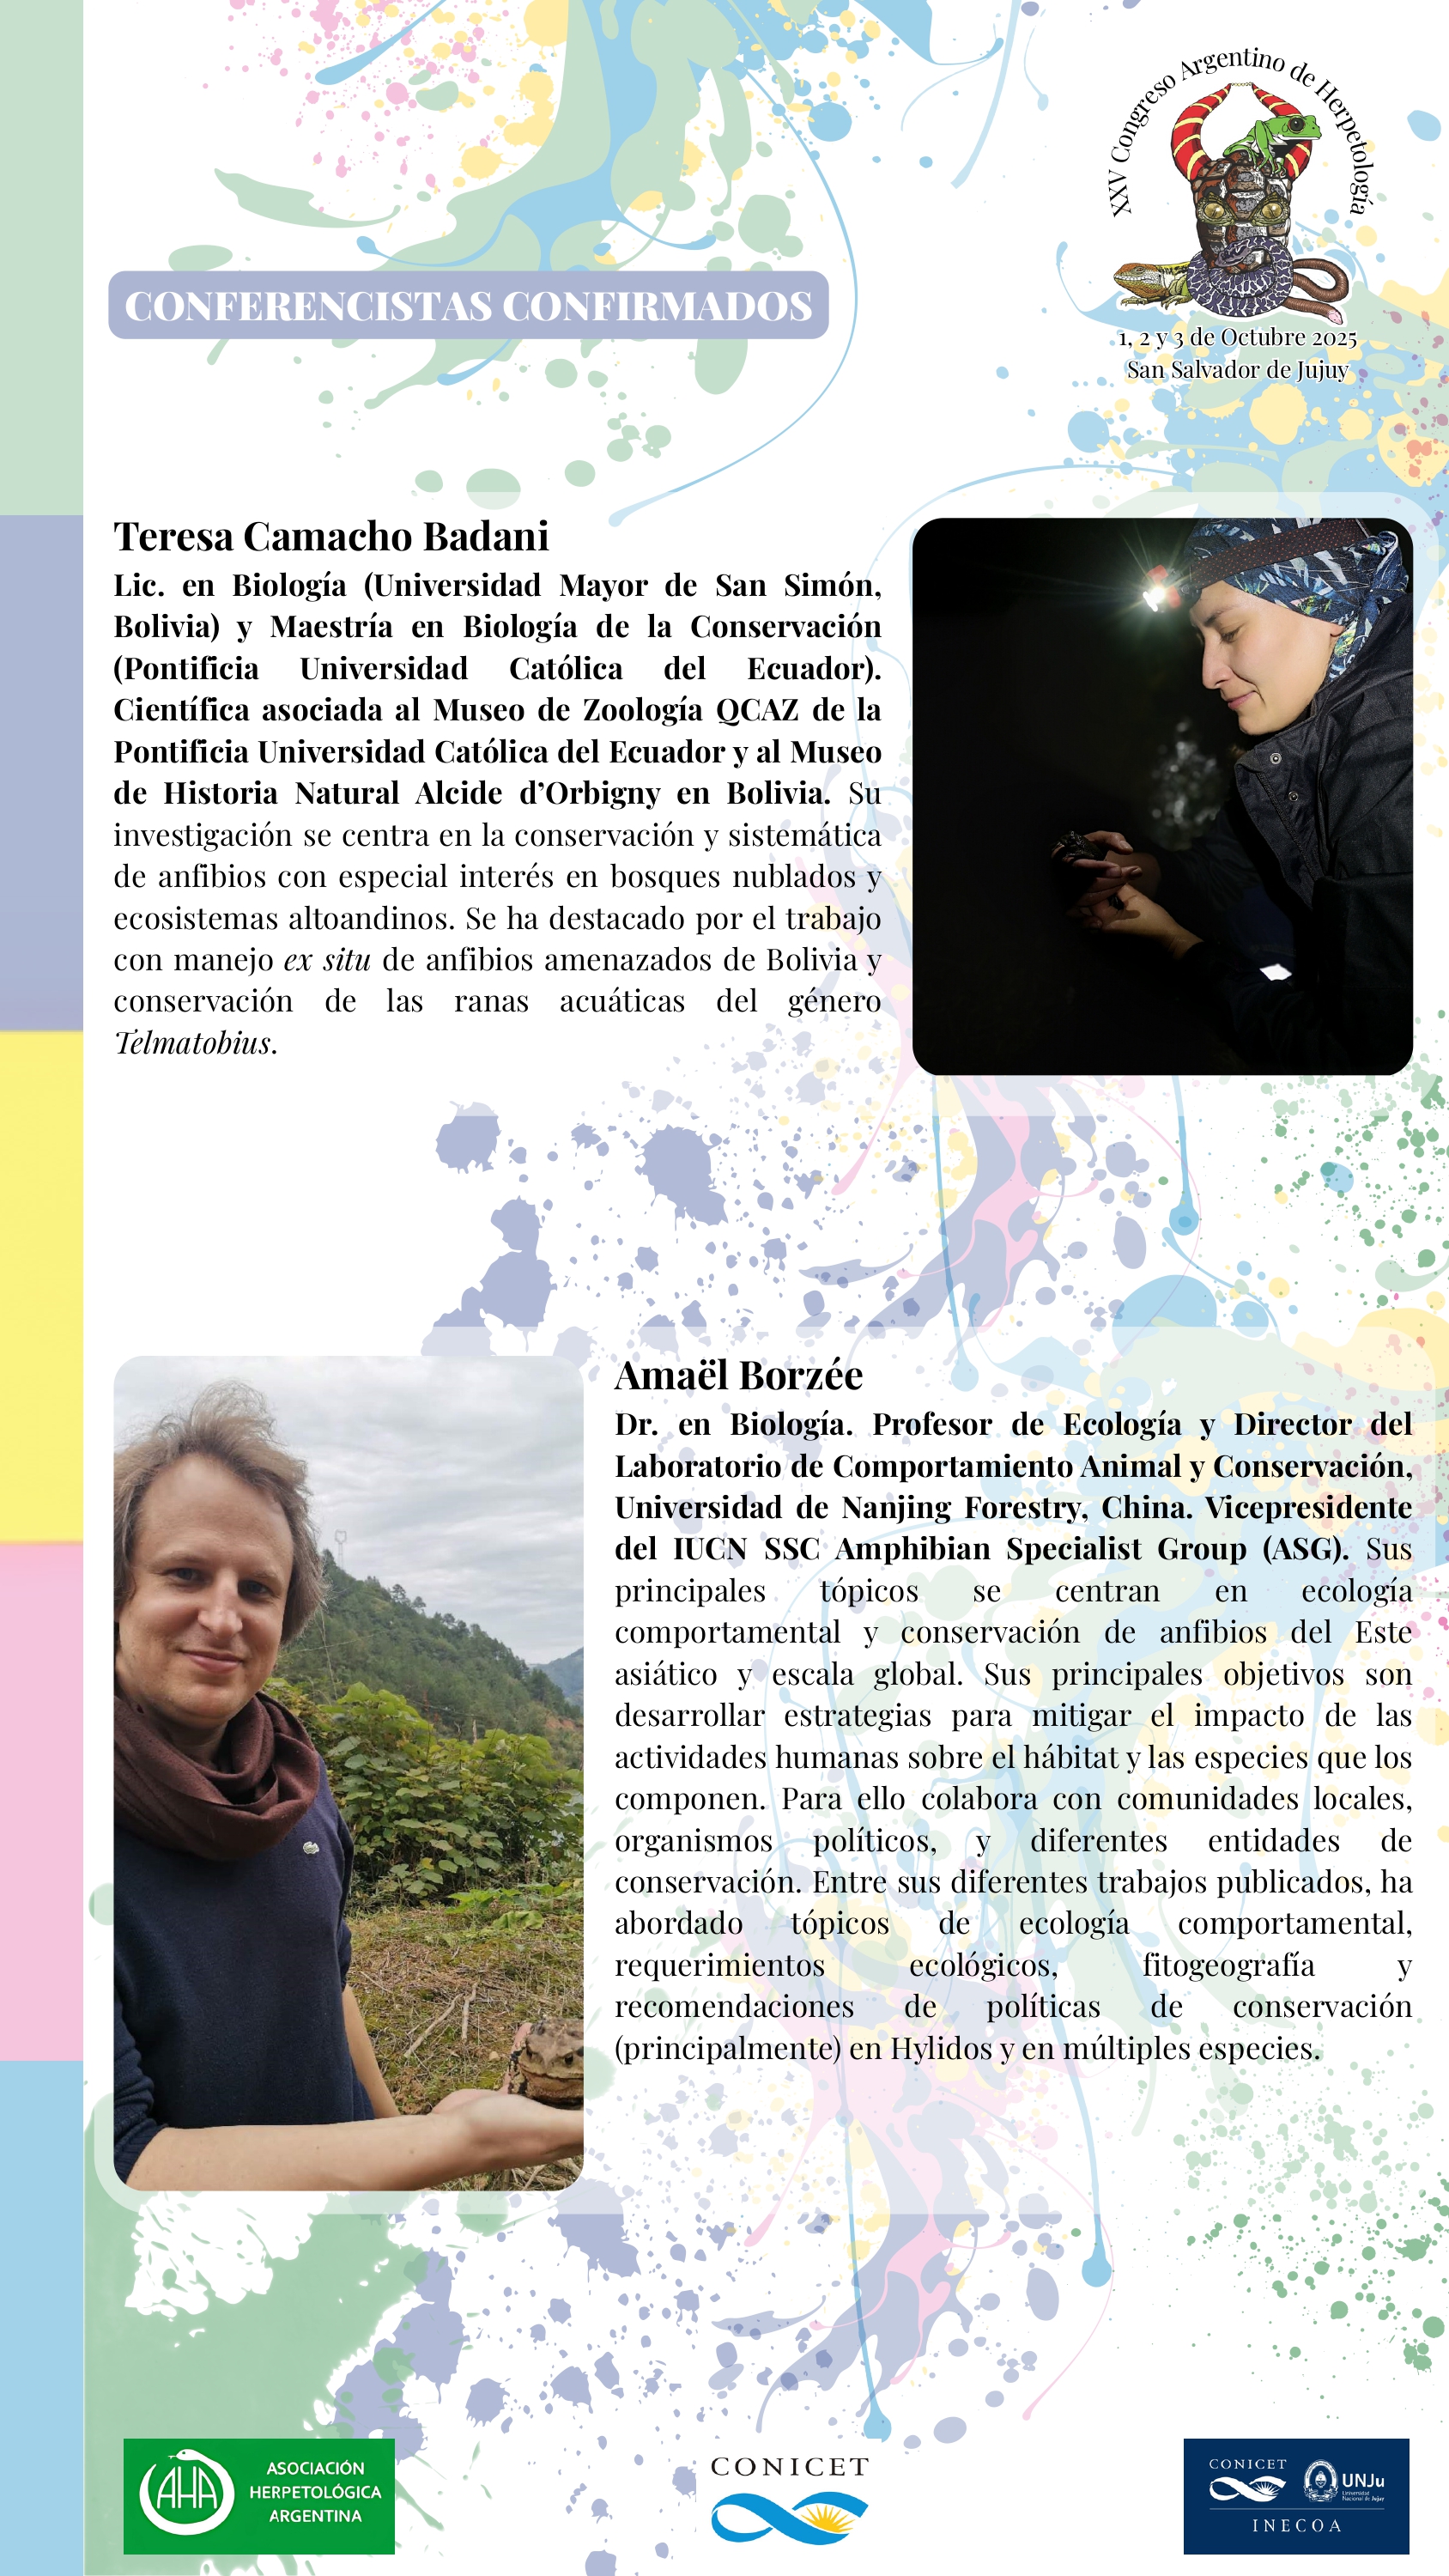 XXV Congreso Argentino de Herpetología
1, 2 y 3 de Octubre 2025
San Salvador de Jujuy
CONFERENCISTAS CONFIRMADOS
Teresa Camacho Badani
Lic. en Biología (Universidad Mayor de San Simón,
Bolivia) y Maestría en Biología de la Conservación
(Pontificia Universidad Católica del Ecuador).
Científica asociada al Museo de Zoología QCAZ de la
Pontificia Universidad Católica del Ecuador y al Museo
de Historia Natural Alcide d’Orbigny en Bolivia. Su
investigación se centra en la conservación y sistemática
de anfibios con especial interés en bosques nublados y
ecosistemas altoandinos. Se ha destacado por el trabajo
con manejo ex situ de anfibios amenazados de Bolivia y
conservación de las ranas acuáticas del género
Telmatobius.
Amaël Borzée
Dr. en Biología. Profesor de Ecología y Director del
Laboratorio de Comportamiento Animal y Conservación,
Universidad de Nanjing Forestry, China. Vicepresidente
del IUCN SSC Amphibian Specialist Group (ASG). Sus
principales tópicos se centran en ecología
comportamental y conservación de anfibios del Este
asiático y escala global. Sus principales objetivos son
desarrollar estrategias para mitigar el impacto de las
actividades humanas sobre el hábitat y las especies que los
componen. Para ello colabora con comunidades locales,
organismos políticos, y diferentes entidades de
conservación. Entre sus diferentes trabajos publicados, ha
abordado tópicos de ecología comportamental,
requerimientos ecológicos, fitogeografía y
recomendaciones de políticas de conservación
(principalmente) en Hylidos y en múltiples especies.
AHA
ASOCIACIÓN
HERPETOLÓGICA
ARGENTINA
CONICET
CONICET
UNJu
Universidad
Nacional de Jujuy
INECOA